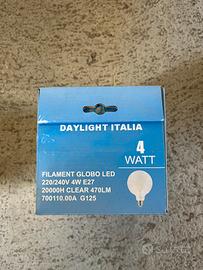 DAYLIGHT ITALIA
4
WATT
FILAMENT GLOBO LED
220/240V 4W E27
20000H CLEAR 470LM
700110.00A G125